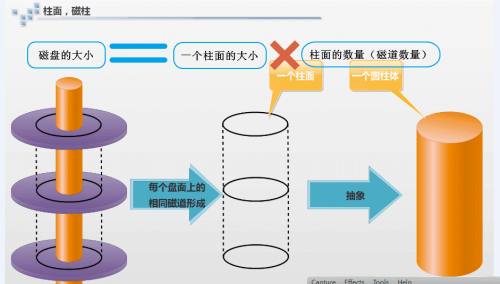 柱面，磁柱
磁盘的大小
一个柱面的大小
柱面的数量（磁道数量）
一个柱面
一个圆柱体
每个盘面上的
相同磁道形成
抽象
Capture Effects Tools Help